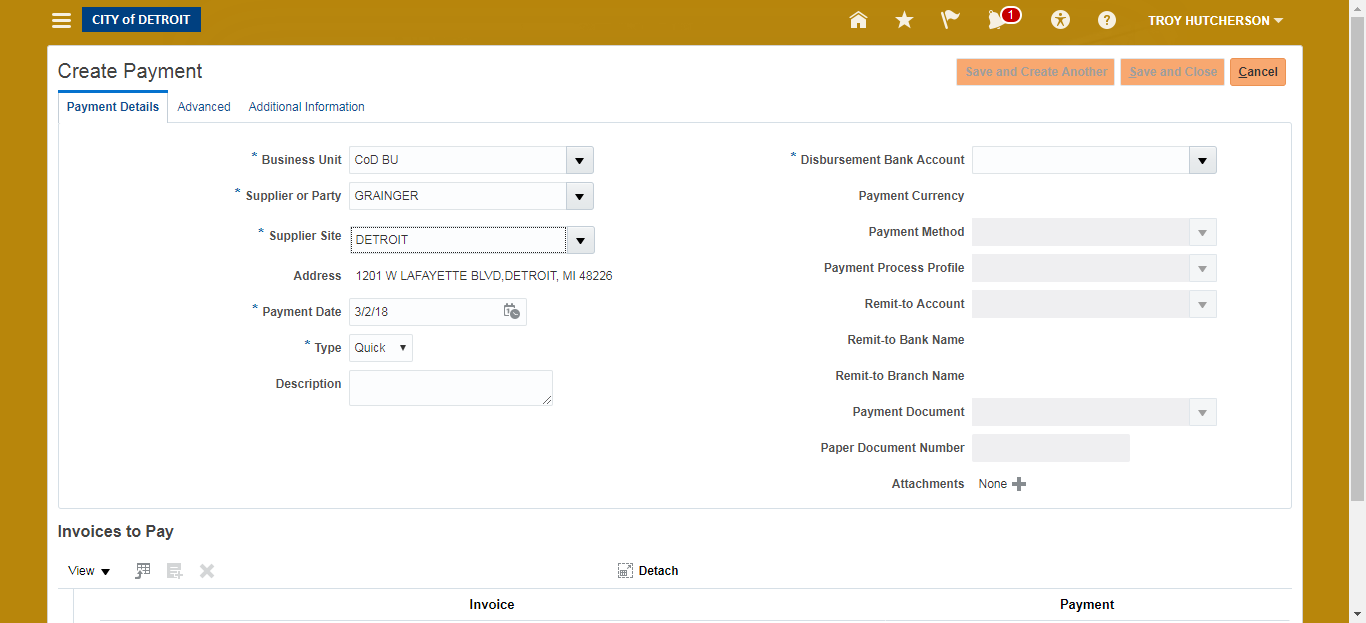 CITY of DETROIT
1
TROY HUTCHERSON
Create Payment
Save and Create Another
Save and Close
Cancel
Payment Details
Advanced
Additional Information
* Business Unit CoD BU
* Supplier or Party GRAINGER
* Supplier Site DETROIT
Address 1201 W LAFAYETTE BLVD,DETROIT, MI 48226
* Payment Date 3/2/18
* Type Quick
Description
* Disbursement Bank Account
Payment Currency
Payment Method
Payment Process Profile
Remit-to Account
Remit-to Bank Name
Remit-to Branch Name
Payment Document
Paper Document Number
Attachments None
Invoices to Pay
View
Detach
Invoice
Payment